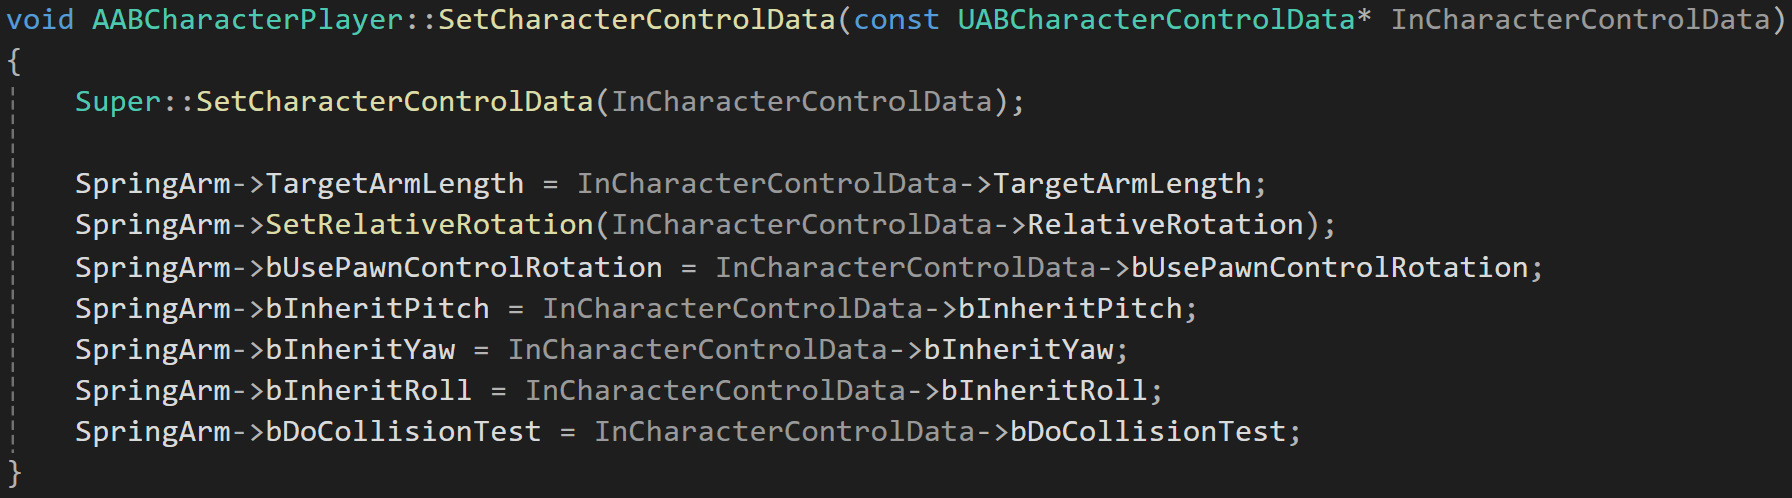 void AABCharacterPlayer::SetCharacterControlData(const UABCharacterControlData* InCharacterControlData)
{
    Super::SetCharacterControlData(InCharacterControlData);

    SpringArm->TargetArmLength = InCharacterControlData->TargetArmLength;
    SpringArm->SetRelativeRotation(InCharacterControlData->RelativeRotation);
    SpringArm->bUsePawnControlRotation = InCharacterControlData->bUsePawnControlRotation;
    SpringArm->bInheritPitch = InCharacterControlData->bInheritPitch;
    SpringArm->bInheritYaw = InCharacterControlData->bInheritYaw;
    SpringArm->bInheritRoll = InCharacterControlData->bInheritRoll;
    SpringArm->bDoCollisionTest = InCharacterControlData->bDoCollisionTest;
}